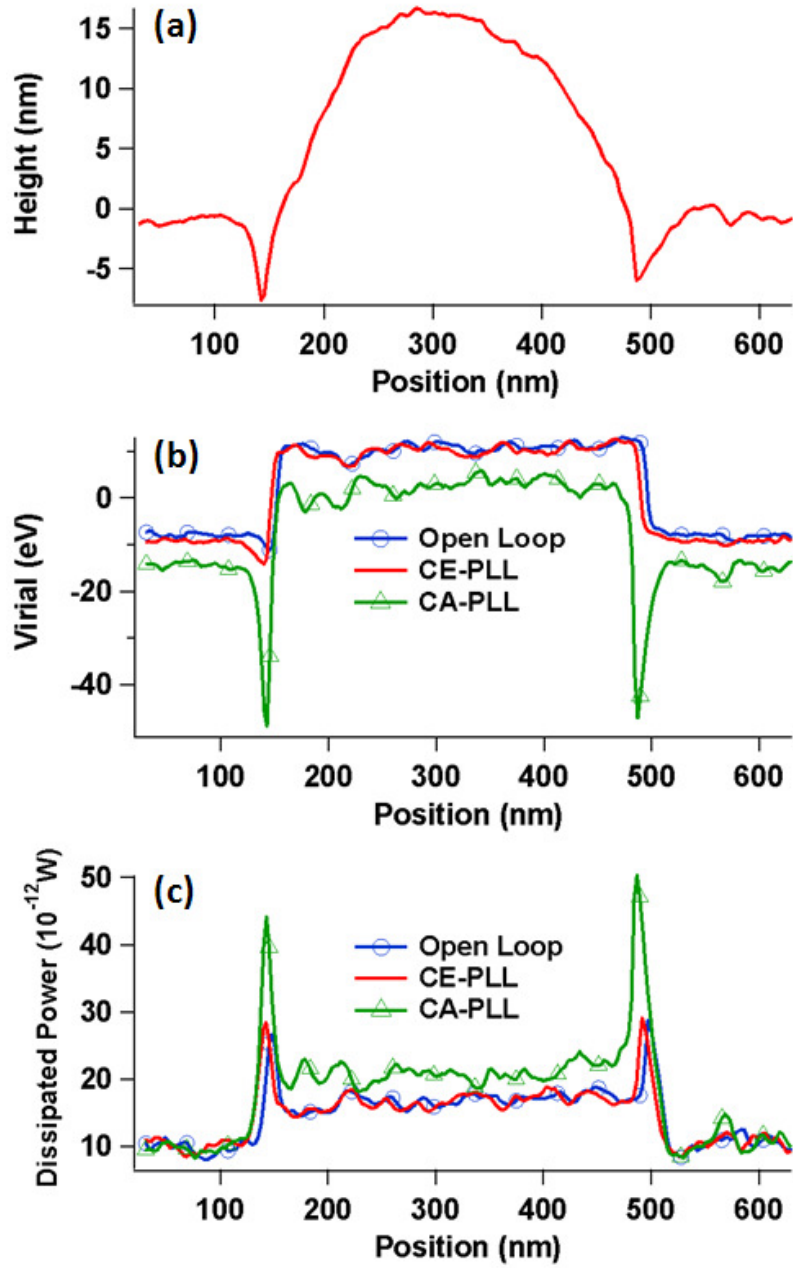 (a)
Height (nm)
15
10
5
0
-5
100 200 300 400 500 600
Position (nm)
(b)
Virial (eV)
0
-20
-40
Open Loop
CE-PLL
CA-PLL
100 200 300 400 500 600
Position (nm)
(c)
Dissipated Power (10⁻¹²W)
50
40
30
20
10
Open Loop
CE-PLL
CA-PLL
100 200 300 400 500 600
Position (nm)